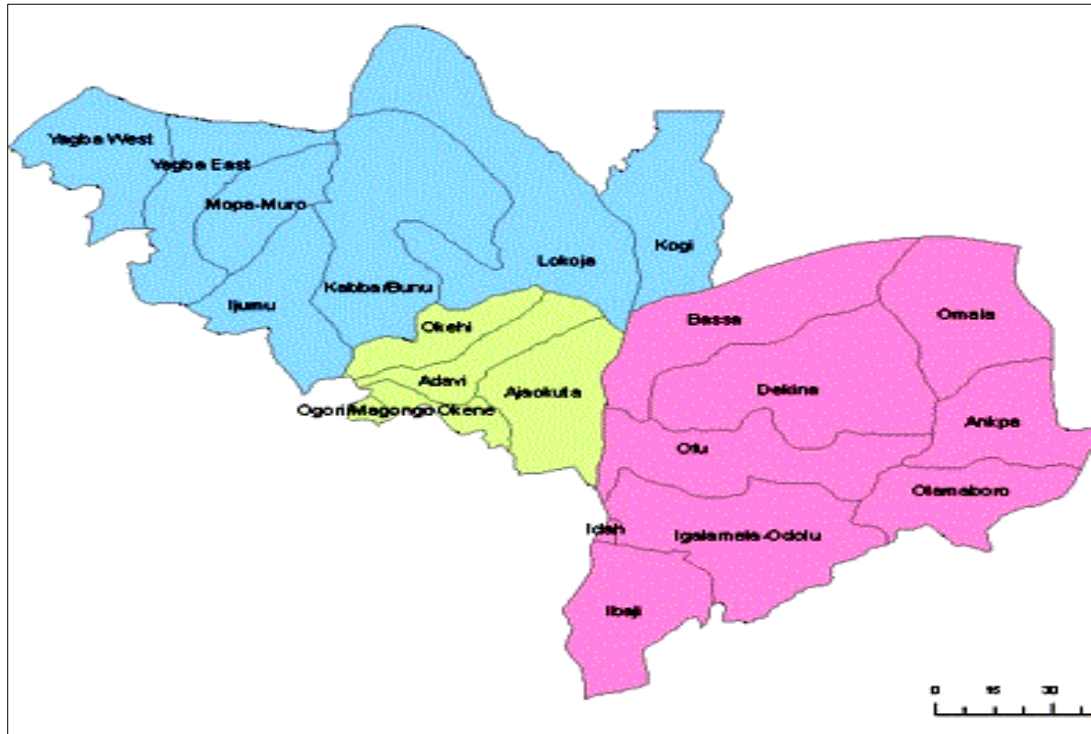 Yagba West
Yagba East
Mopa-Muro
Kogi
Lokoja
Kabba/Bunu
Ijumu
Bassa
Omala
Okehi
Adavi
Ajaokuta
Dekina
Ogori/Magongo Okene
Ankpa
Ofu
Olamaboro
Idah
Igalamela-Odolu
Ibaji
0 15 30